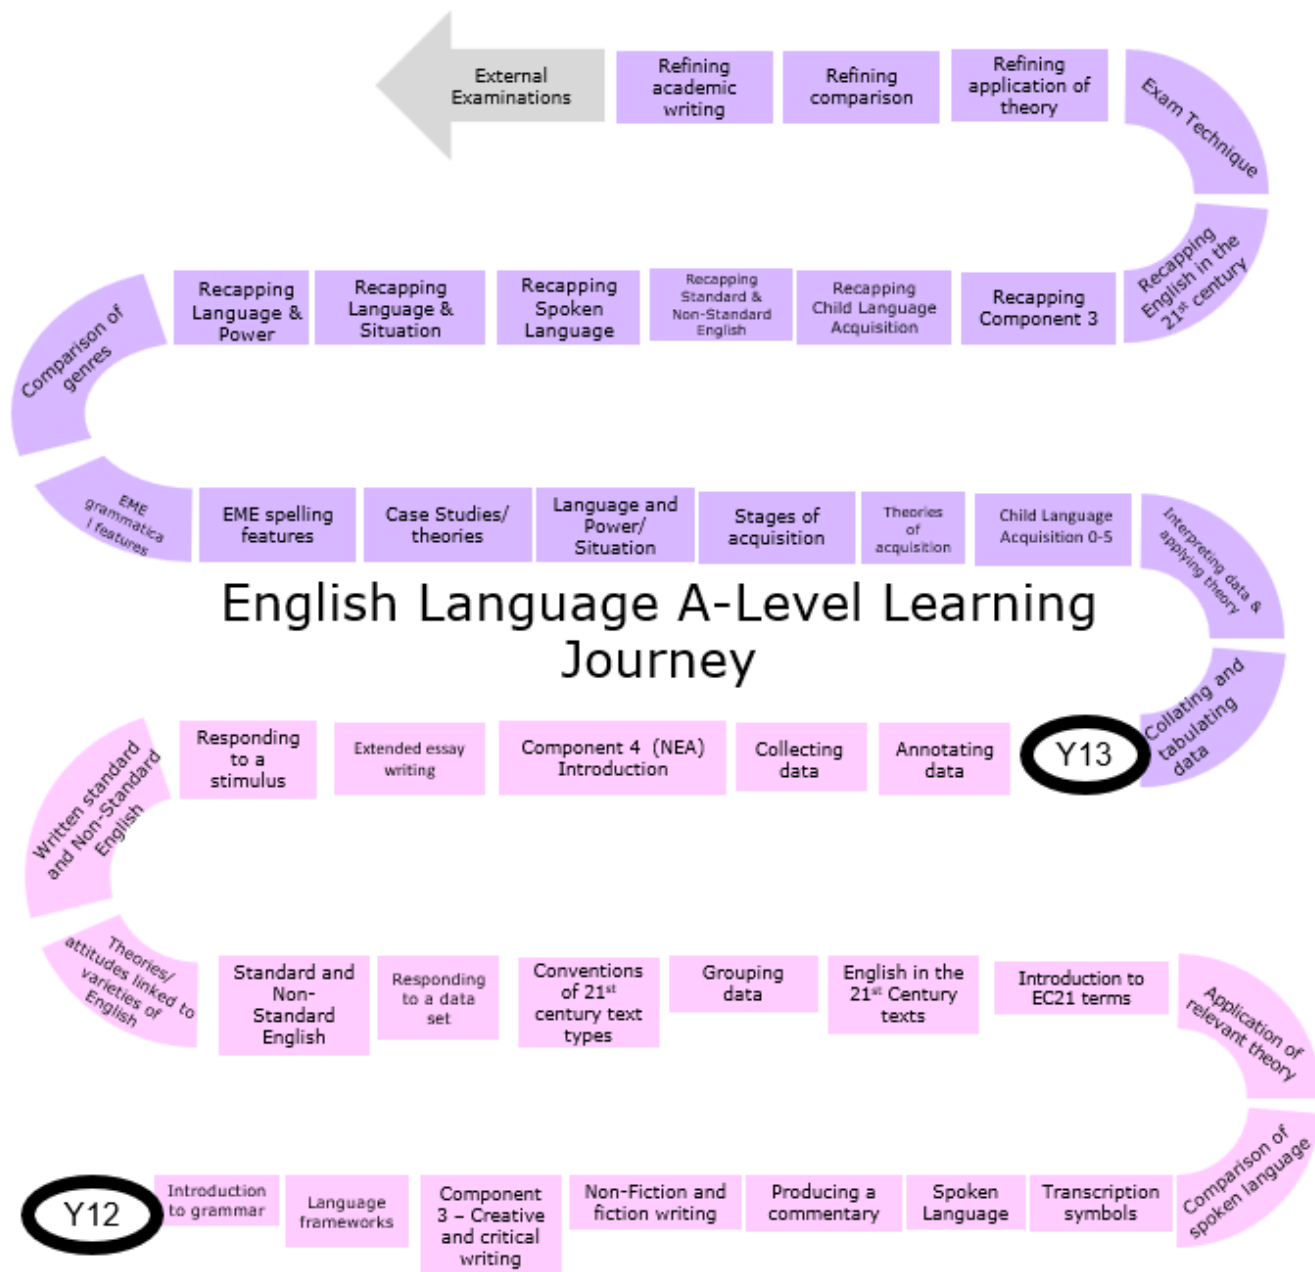 External
Examinations
Refining
academic
writing
Refining
comparison
Refining
application of
theory
Exam Technique
Recapping
Language &
Power
Recapping
Language &
Situation
Recapping
Spoken
Language
Recapping
Standard &
Non-Standard
English
Recapping
Child Language
Acquisition
Recapping
Component 3
Recapping
English in the
21st century
Comparison of
genres
EME
grammatica
l features
EME spelling
features
Case Studies/
theories
Language and
Power/
Situation
Stages of
acquisition
Theories
of
acquisition
Child Language
Acquisition 0-5
Interpreting data &
applying theory
English Language A-Level Learning
Journey
Written standard
and Non-Standard
English
Responding
to a
stimulus
Extended essay
writing
Component 4 (NEA)
Introduction
Collecting
data
Annotating
data
Y13
Collating and
tabulating
data
Theories/
attitudes linked to
varieties of
English
Standard and
Non-
Standard
English
Responding
to a data
set
Conventions
of 21st
century text
types
Grouping
data
English in the
21st Century
texts
Introduction to
EC21 terms
Application of
relevant theory
Y12
Introduction
to grammar
Language
frameworks
Component
3 – Creative
and critical
writing
Non-Fiction and
fiction writing
Producing a
commentary
Spoken
Language
Transcription
symbols
Comparison of
spoken language